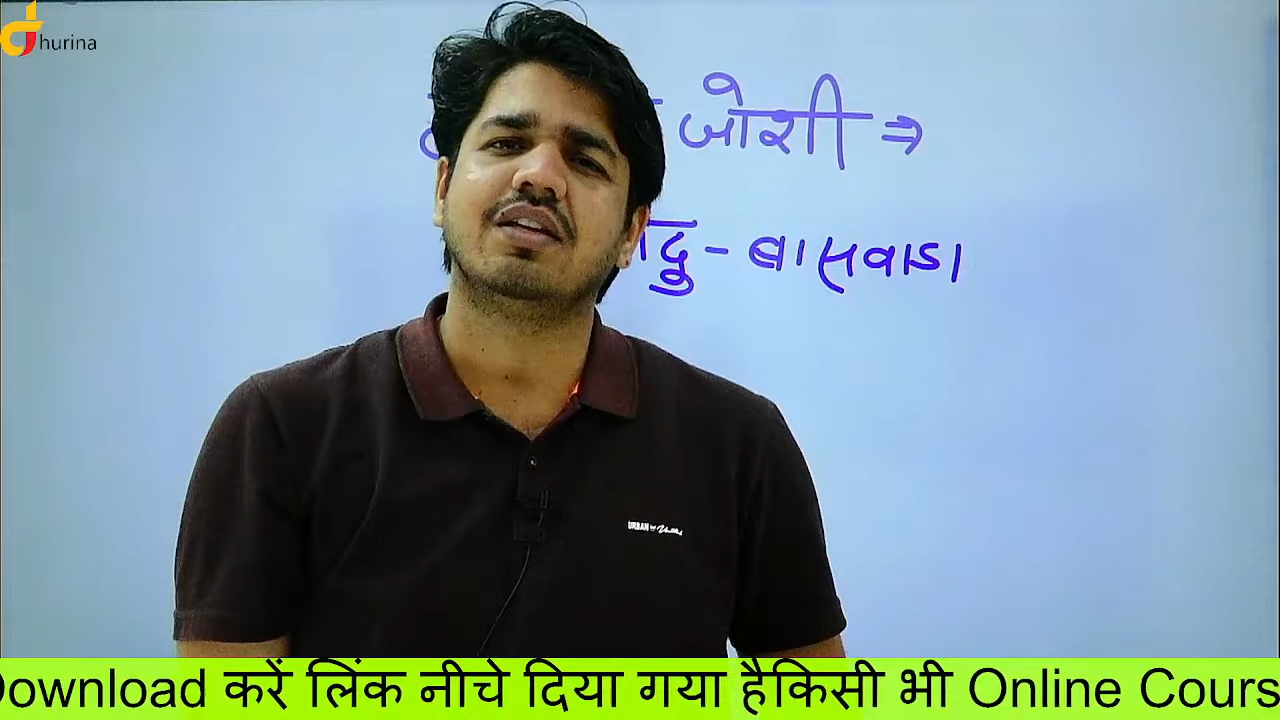 hurina
जोशी ⇒
दु - बासवाडा
URBAN
Download करें लिंक नीचे दिया गया हैकिसी भी Online Cours